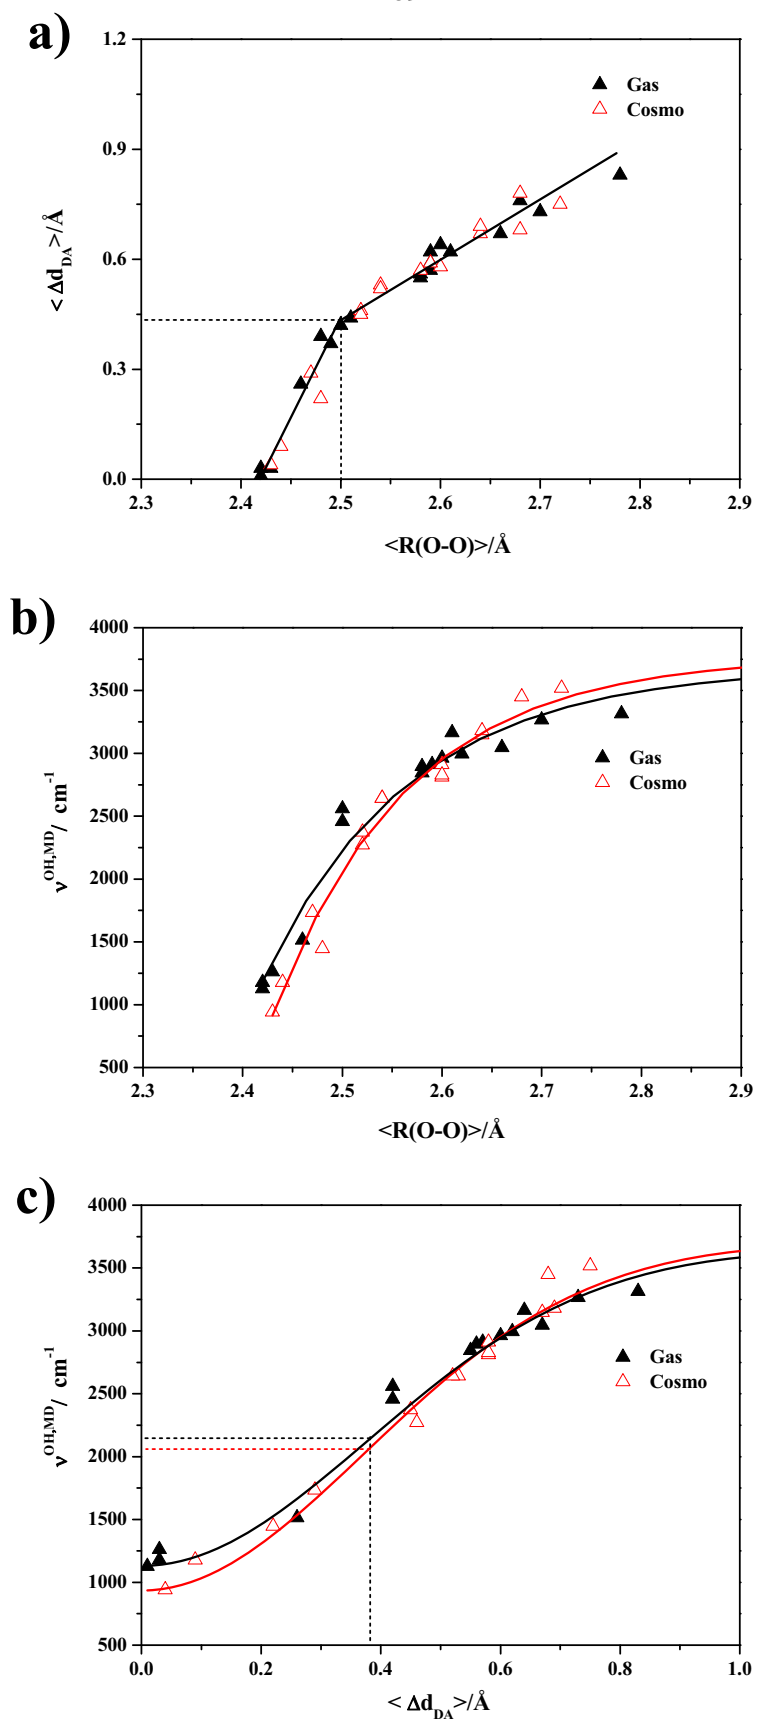 a)
1.2
0.9
0.6
0.3
0.0
< Δd_DA >/Å
Gas
Cosmo
2.3 2.4 2.5 2.6 2.7 2.8 2.9
<R(O-O)>/Å
b)
4000
3500
3000
2500
2000
1500
1000
500
ν^OH,MD/ cm^-1
Gas
Cosmo
2.3 2.4 2.5 2.6 2.7 2.8 2.9
<R(O-O)>/Å
c)
4000
3500
3000
2500
2000
1500
1000
500
ν^OH,MD/ cm^-1
Gas
Cosmo
0.0 0.2 0.4 0.6 0.8 1.0
< Δd_DA >/Å